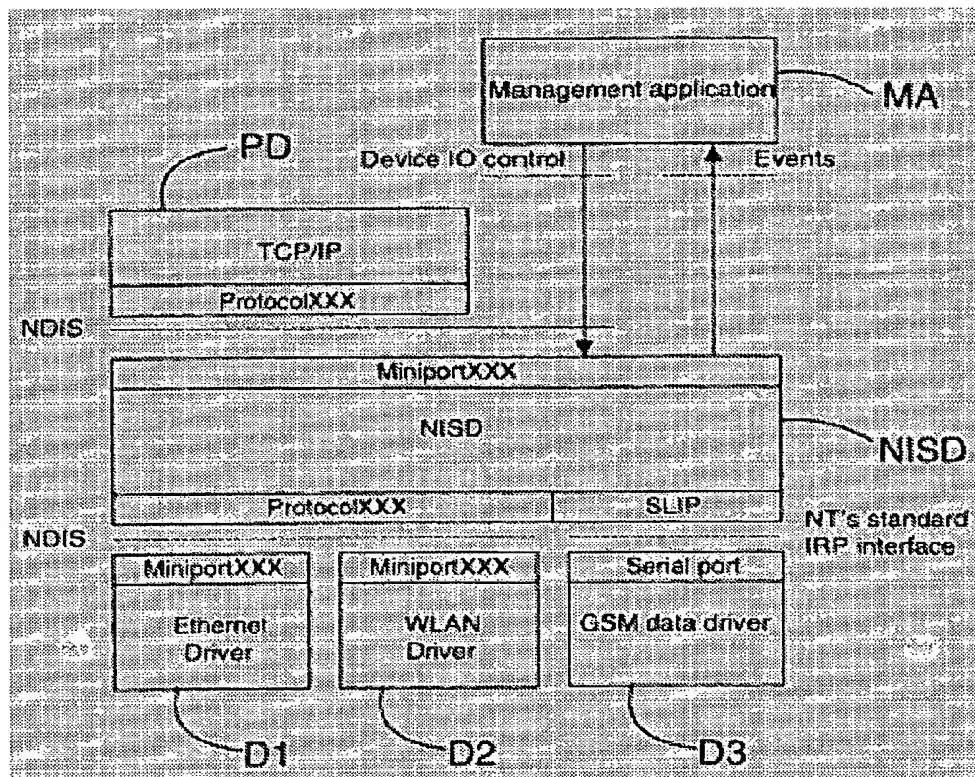 Management application
MA
PD
Device IO control
Events
TCP/IP
ProtocolXXX
NDIS
MiniportXXX
NISD
NISD
ProtocolXXX
SLIP
NDIS
NT's standard
IRP interface
MiniportXXX
MiniportXXX
Serial port
Ethernet
Driver
WLAN
Driver
GSM data driver
D1
D2
D3